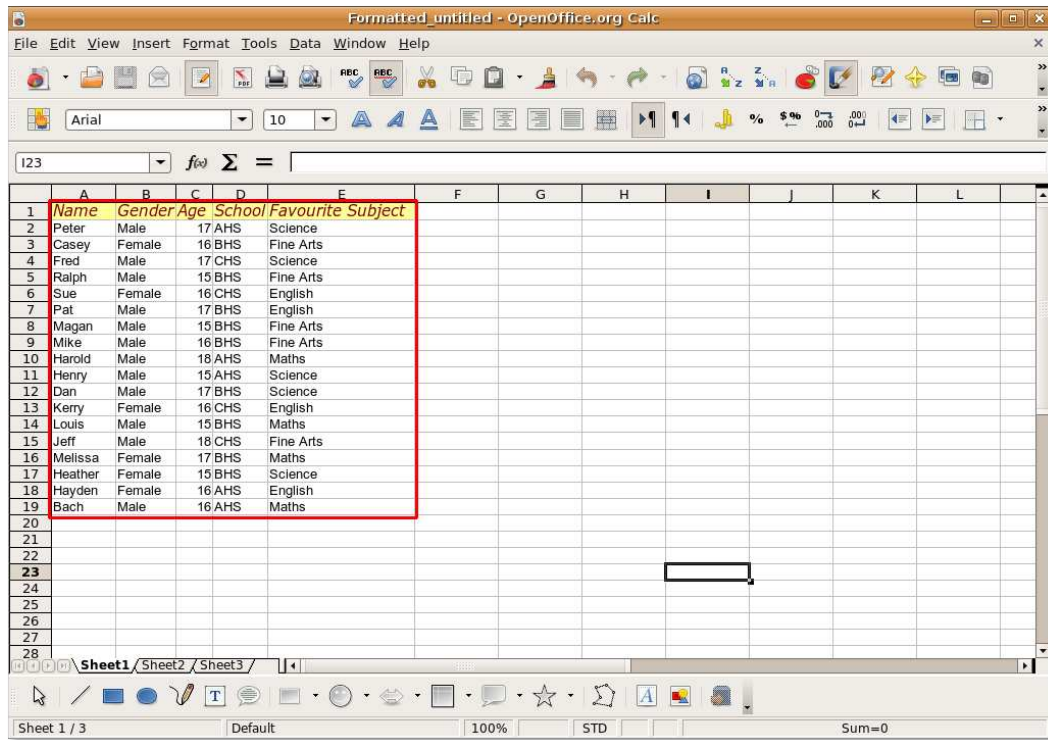 Formatted_untitled - OpenOffice.org Calc
File Edit View Insert Format Tools Data Window Help
Arial 10
I23 f(x) Σ =
A B C D E F G H I J K L
1 Name Gender Age School Favourite Subject
2 Peter Male 17 AHS Science
3 Casey Female 16 BHS Fine Arts
4 Fred Male 17 CHS Science
5 Ralph Male 15 BHS Fine Arts
6 Sue Female 16 CHS English
7 Pat Male 17 BHS English
8 Magan Male 15 BHS Fine Arts
9 Mike Male 16 BHS Fine Arts
10 Harold Male 18 AHS Maths
11 Henry Male 15 AHS Science
12 Dan Male 17 BHS Science
13 Kerry Female 16 CHS English
14 Louis Male 15 BHS Maths
15 Jeff Male 18 CHS Fine Arts
16 Melissa Female 17 BHS Maths
17 Heather Female 15 BHS Science
18 Hayden Female 16 AHS English
19 Bach Male 16 AHS Maths
20
21
22
23
24
25
26
27
28
Sheet1 Sheet2 Sheet3
Sheet 1 / 3 Default 100% STD Sum=0